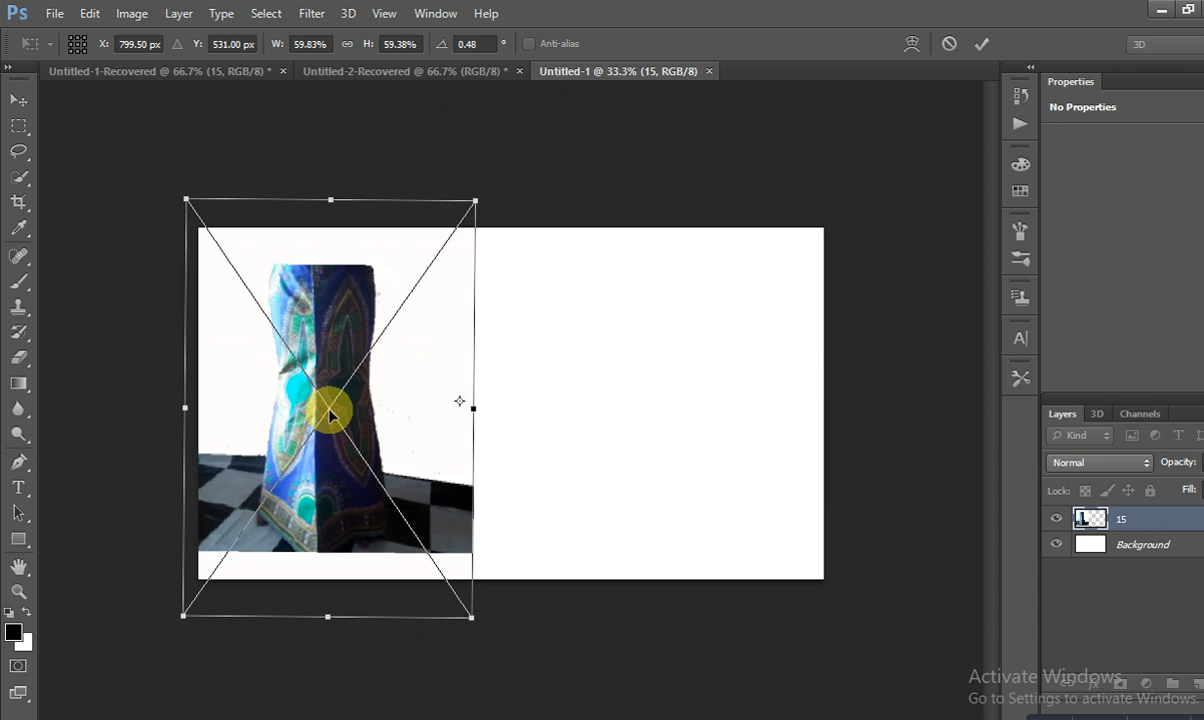 Ps File Edit Image Layer Type Select Filter 3D View Window Help
X: 799.50 px Y: 531.00 px W: 59.83% H: 59.38% 0.48 ° Anti-alias 3D
Untitled-1-Recovered @ 66.7% (15, RGB/8) * × Untitled-2-Recovered @ 66.7% (RGB/8) * × Untitled-1 @ 33.3% (15, RGB/8) ×
Properties
No Properties
Layers 3D Channels
Kind
Normal Opacity:
Lock: Fill:
15
Background
Activate Windows
Go to Settings to activate Windows.